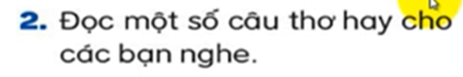 2. Đọc một số câu thơ hay cho
các bạn nghe.